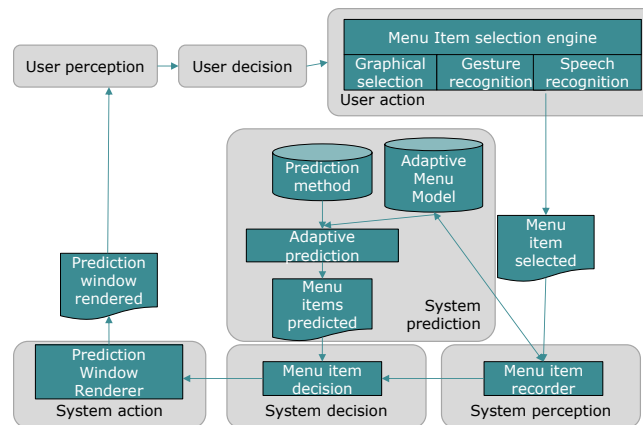 Menu Item selection engine
User perception
User decision
Graphical
selection
Gesture
recognition
Speech
recognition
User action
Prediction
method
Adaptive
Menu
Model
Adaptive
prediction
Menu
item
selected
Prediction
window
rendered
Menu
items
predicted
System
prediction
Prediction
Window
Renderer
Menu item
decision
Menu item
recorder
System action
System decision
System perception